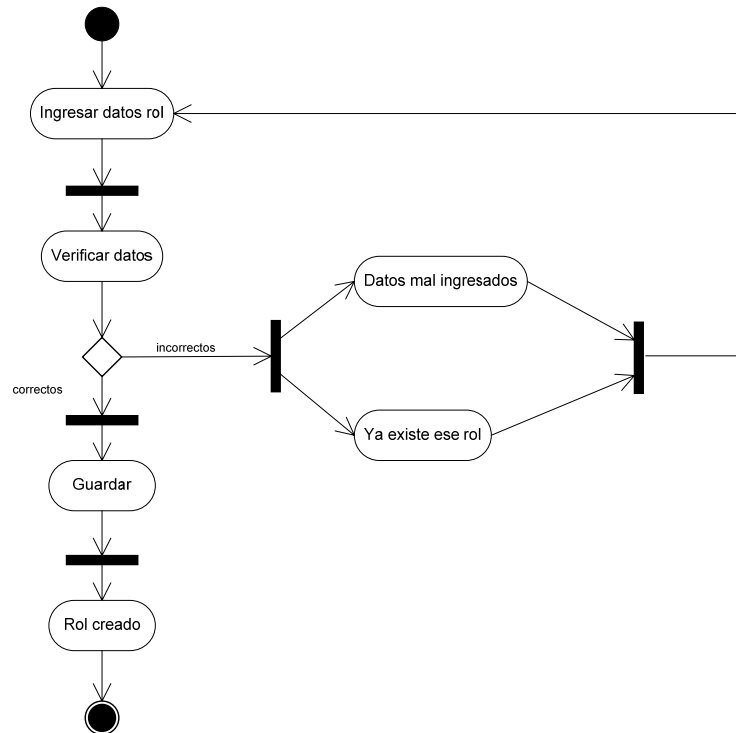 Ingresar datos rol
Verificar datos
Datos mal ingresados
incorrectos
correctos
Ya existe ese rol
Guardar
Rol creado